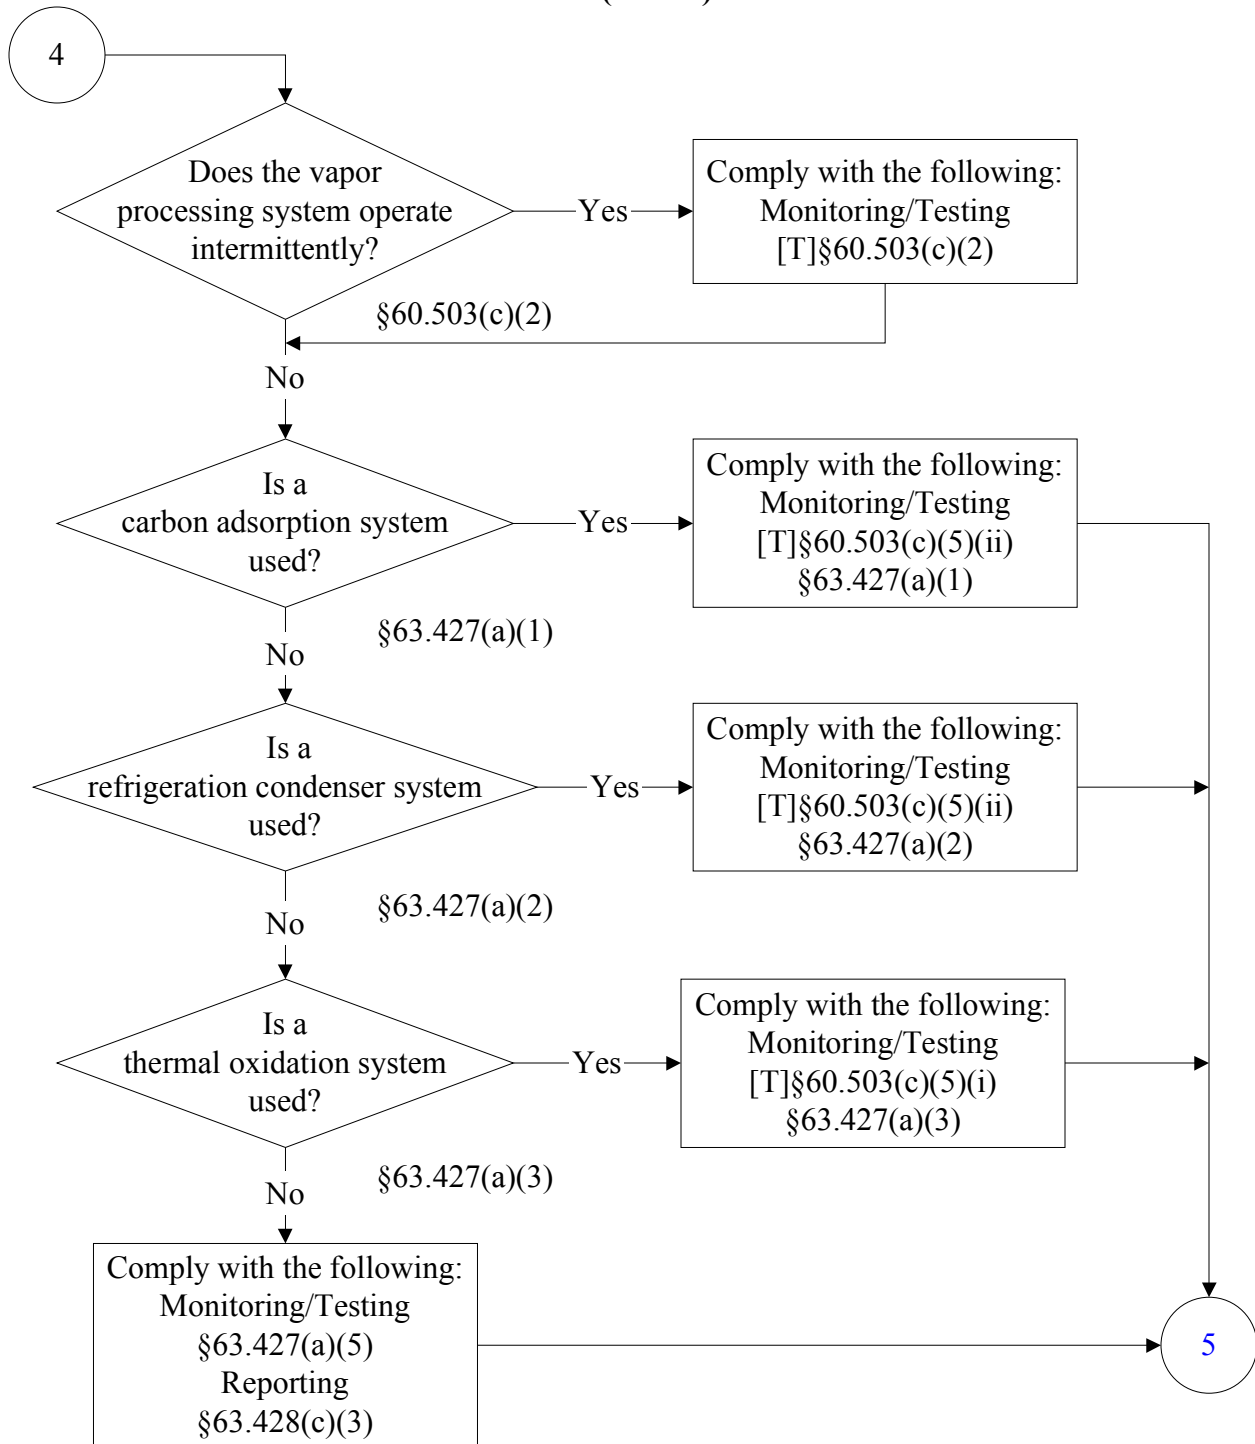 4
Does the vapor
processing system operate
intermittently?
Yes
Comply with the following:
Monitoring/Testing
[T]§60.503(c)(2)
§60.503(c)(2)
No
Is a
carbon adsorption system
used?
Yes
Comply with the following:
Monitoring/Testing
[T]§60.503(c)(5)(ii)
§63.427(a)(1)
§63.427(a)(1)
No
Is a
refrigeration condenser system
used?
Yes
Comply with the following:
Monitoring/Testing
[T]§60.503(c)(5)(ii)
§63.427(a)(2)
§63.427(a)(2)
No
Is a
thermal oxidation system
used?
Yes
Comply with the following:
Monitoring/Testing
[T]§60.503(c)(5)(i)
§63.427(a)(3)
§63.427(a)(3)
No
Comply with the following:
Monitoring/Testing
§63.427(a)(5)
Reporting
§63.428(c)(3)
5